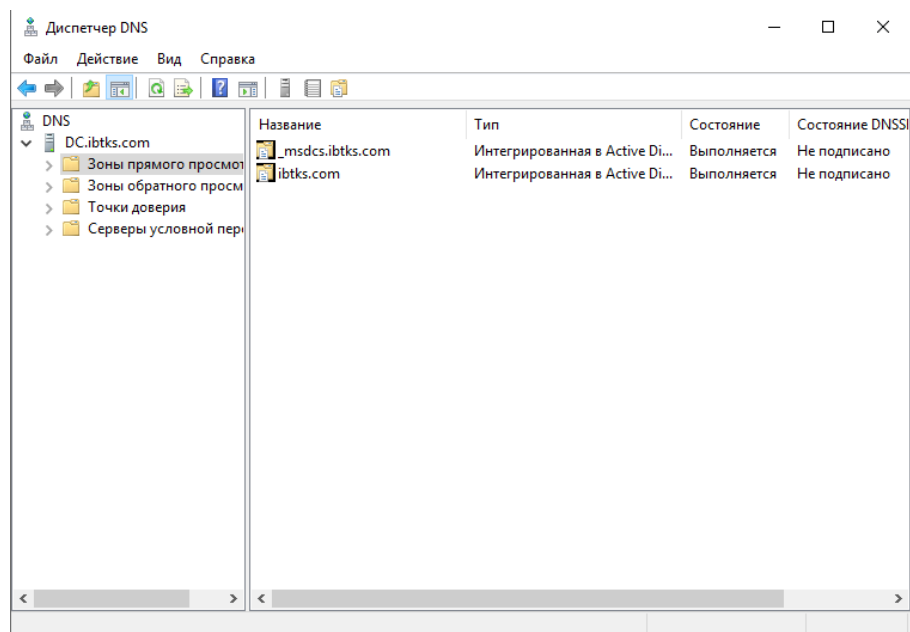 Диспетчер DNS
Файл Действие Вид Справка
DNS
DC.ibtks.com
Зоны прямого просмот
Зоны обратного просм
Точки доверия
Серверы условной пере
Название Тип Состояние Состояние DNSSI
_msdcs.ibtks.com Интегрированная в Active Di... Выполняется Не подписано
ibtks.com Интегрированная в Active Di... Выполняется Не подписано